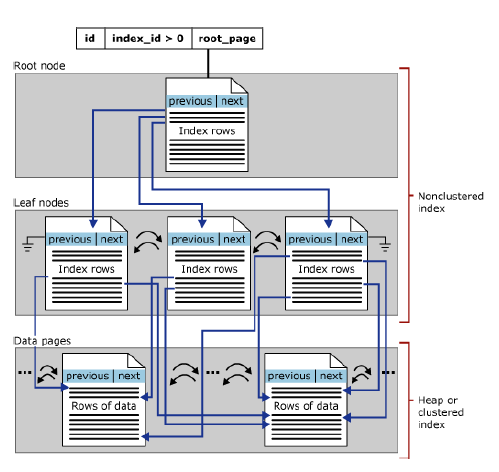 id index_id > 0 root_page
Root node
previous next
Index rows
Nonclustered
index
Leaf nodes
previous next previous next previous next
Index rows Index rows Index rows
Data pages
... ... ... ...
previous next previous next
Rows of data Rows of data
Heap or
clustered
index